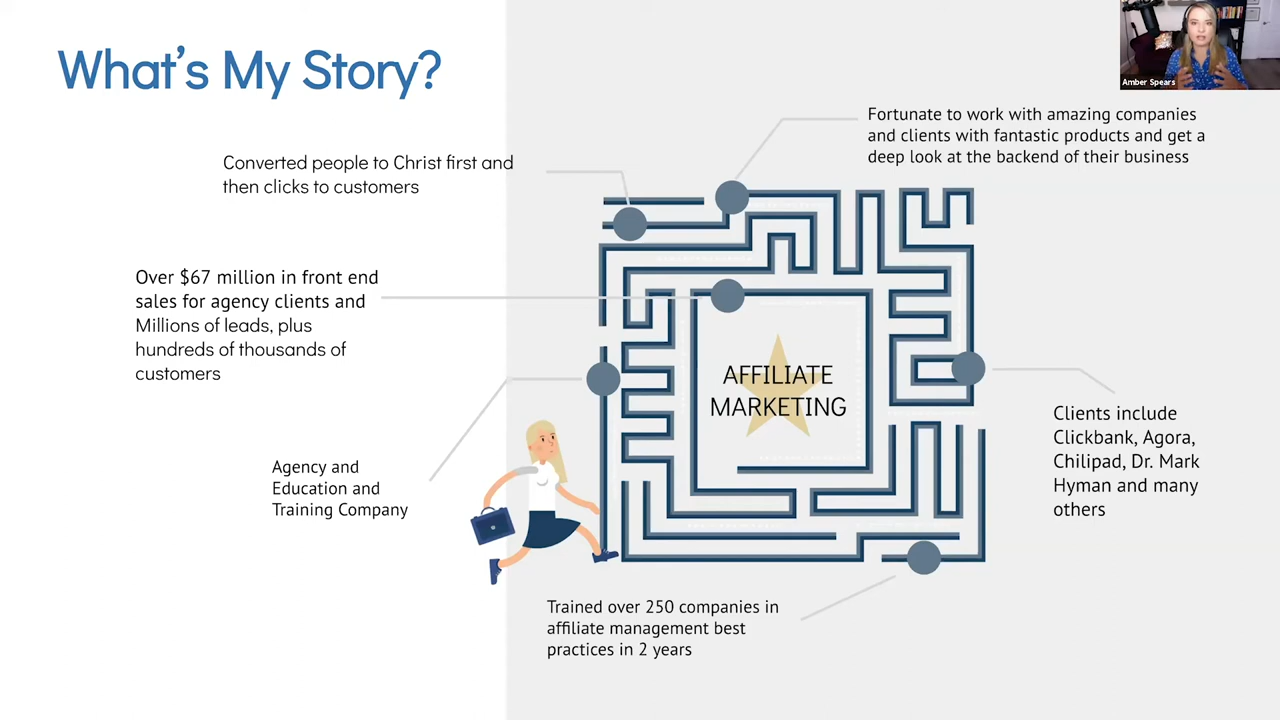 What's My Story?
Amber Spears
Fortunate to work with amazing companies
and clients with fantastic products and get a
deep look at the backend of their business
Converted people to Christ first and
then clicks to customers
Over $67 million in front end
sales for agency clients and
Millions of leads, plus
hundreds of thousands of
customers
AFFILIATE
MARKETING
Clients include
Clickbank, Agora,
Chilipad, Dr. Mark
Hyman and many
others
Agency and
Education and
Training Company
Trained over 250 companies in
affiliate management best
practices in 2 years